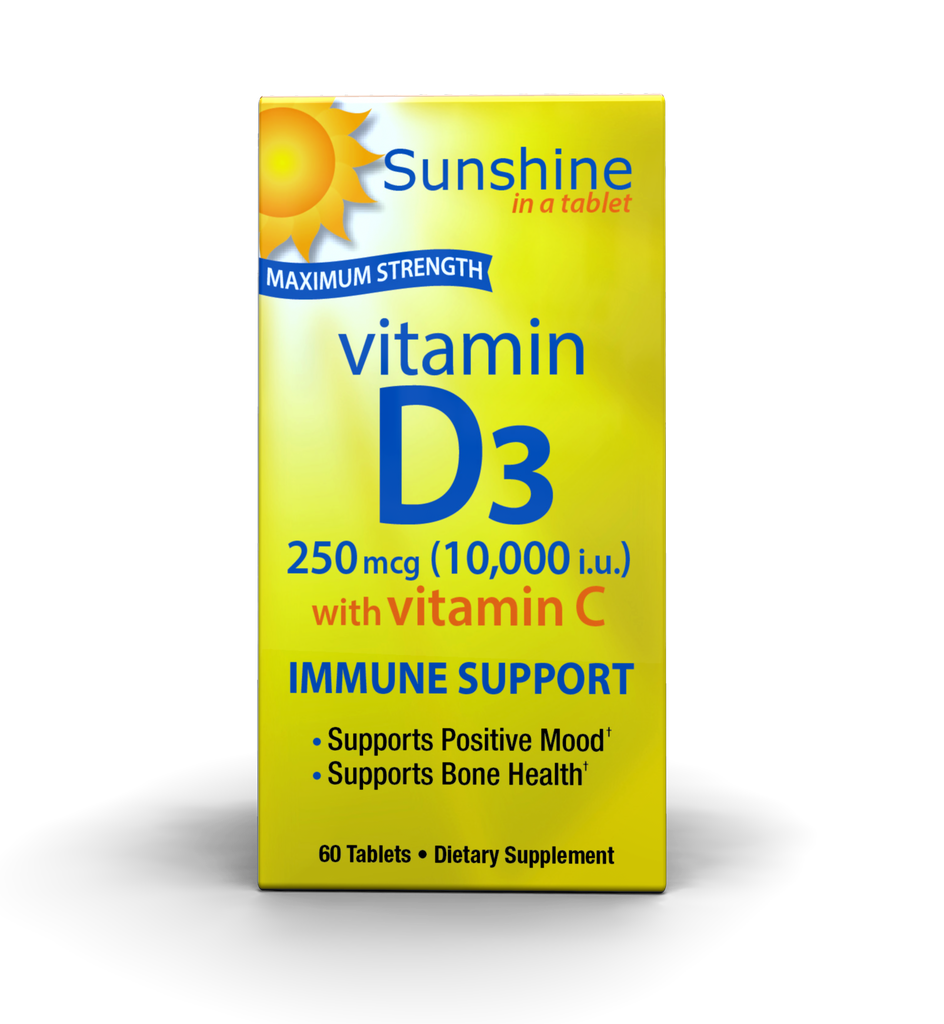 Sunshine
in a tablet
MAXIMUM STRENGTH
vitamin
D3
250 mcg (10,000 i.u.)
with vitamin C
IMMUNE SUPPORT
• Supports Positive Mood†
• Supports Bone Health†
60 Tablets • Dietary Supplement